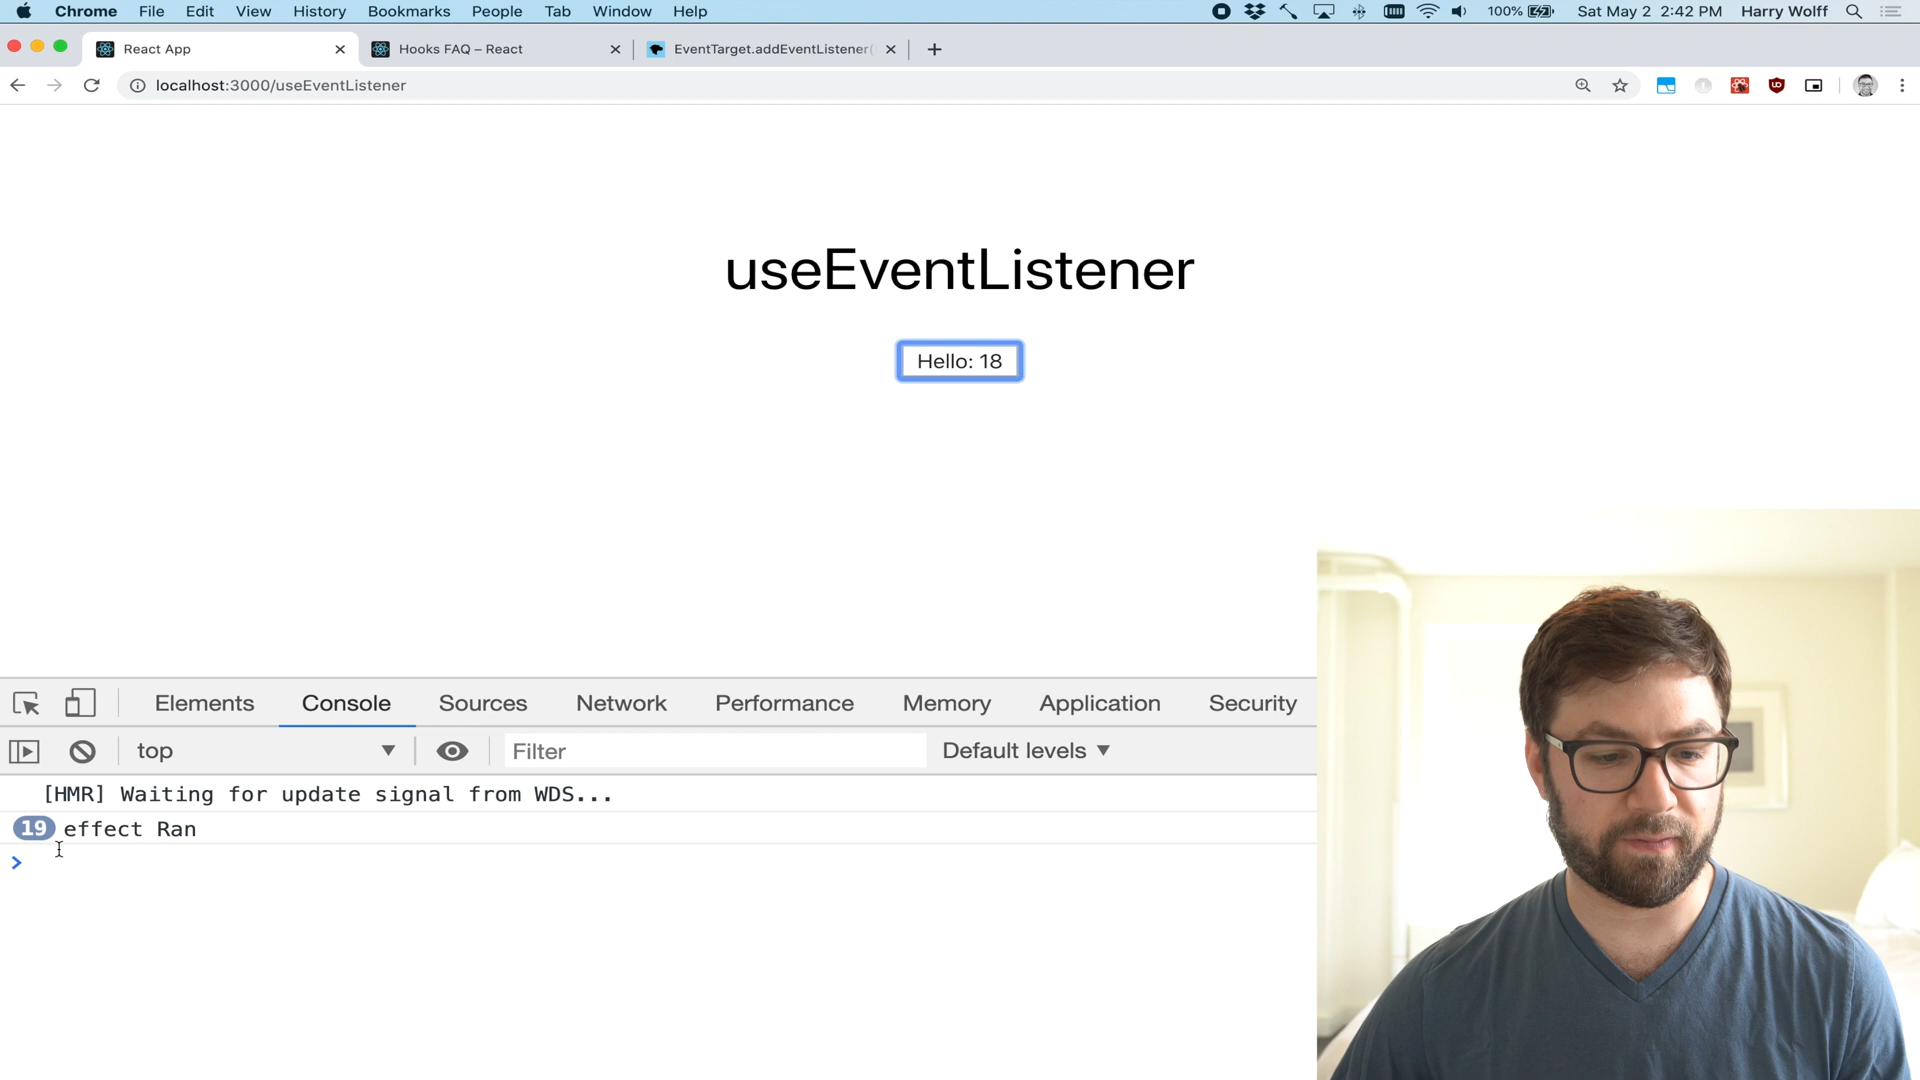 Chrome File Edit View History Bookmarks People Tab Window Help 100% Sat May 2 2:42 PM Harry Wolff
React App Hooks FAQ – React EventTarget.addEventListener(
localhost:3000/useEventListener
useEventListener
Hello: 18
Elements Console Sources Network Performance Memory Application Security
top Filter Default levels
[HMR] Waiting for update signal from WDS...
19 effect Ran
>